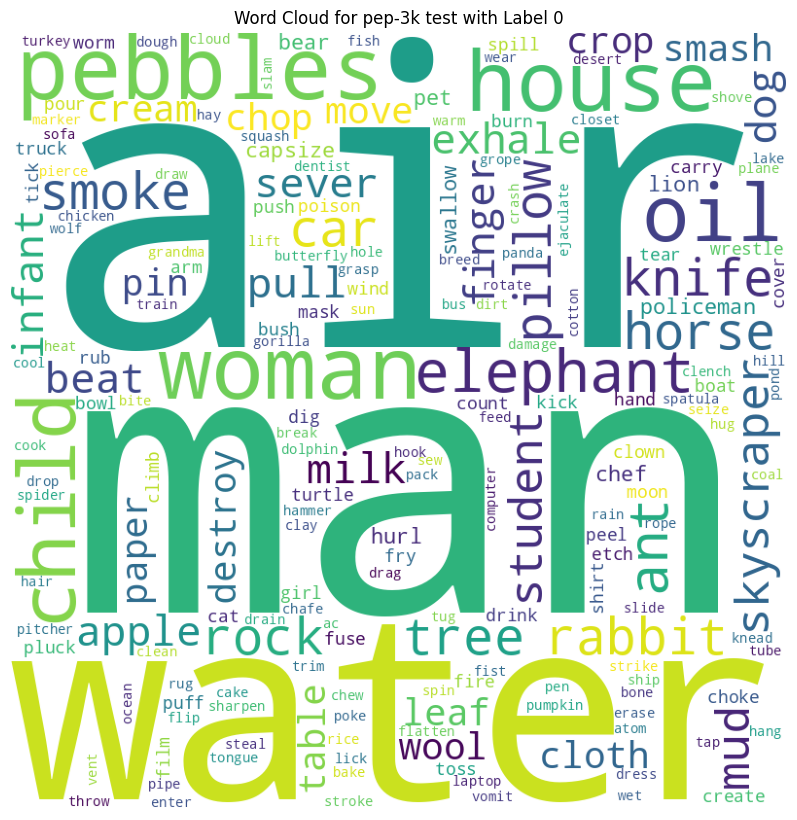 Word Cloud for pep-3k test with Label 0
turkey worm dough cloud bear fish spill crop smash
pebbles air house wear desert shove dog
pour marker cream hay slam chop move pet burn warm closet lake
sofa truck squash exhale grope plane
pierce tick draw capsize dentist swallow crash carry
smoke sever push poison finger pillow ejaculate lion oil
chicken wolf car tear wrestle cover
infant grandma lift butterfly hole breed panda knife
pin arm pull grasp rotate cotton policeman
train wind mask sun bus dirt horse
cool heat rub bush gorilla damage hill
beat woman elephant clench boat pond
child bowl bite dig count feed kick hand spatula seize hug skyscraper
man cook climb break dolphin milk hook sew pack student clown chef moon coal
drop spider paper destroy turtle hammer clay computer rain rope ant
hurl fry drag peel etch
hair girl chafe shirt slide
pitcher cat drain ac tug drink
pluck apple clean rock fuse tree rabbit knead tube
water trim fist strike
rug cake chew spin fire pen ship bone choke
ocean puff sharpen poke leaf pumpkin erase hang
flip table flatten atom
film steal rice lick wool cloth tap mud
vent tongue bake toss dress
pipe laptop vomit wet
throw enter stroke create